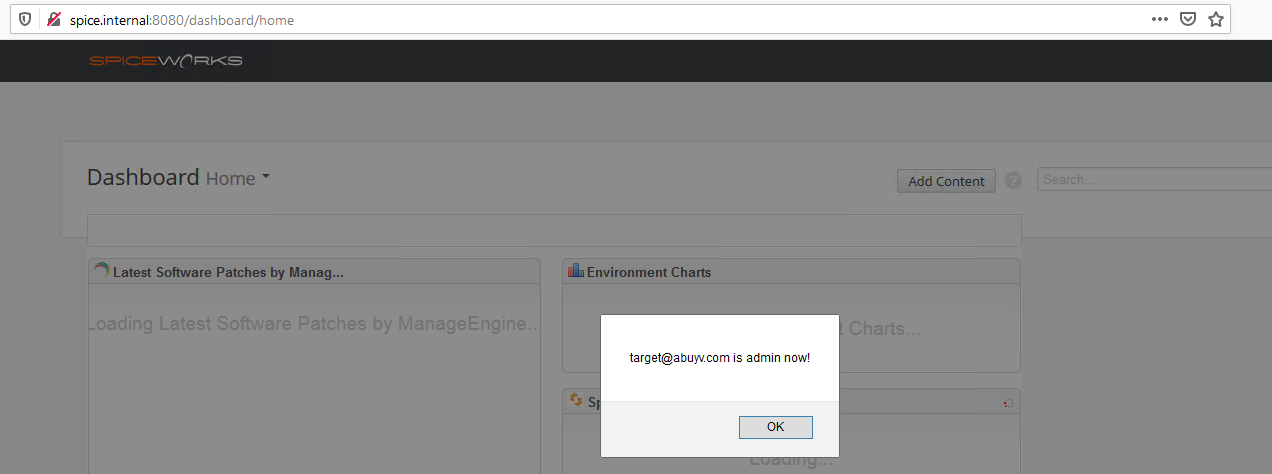 spice.internal:8080/dashboard/home
SPICEWORKS
Dashboard Home
Add Content
?
Search...
Latest Software Patches by Manag...
Environment Charts
Loading Latest Software Patches by ManageEngine...
t Charts...
target@abuyv.com is admin now!
Sp
OK
Loading...